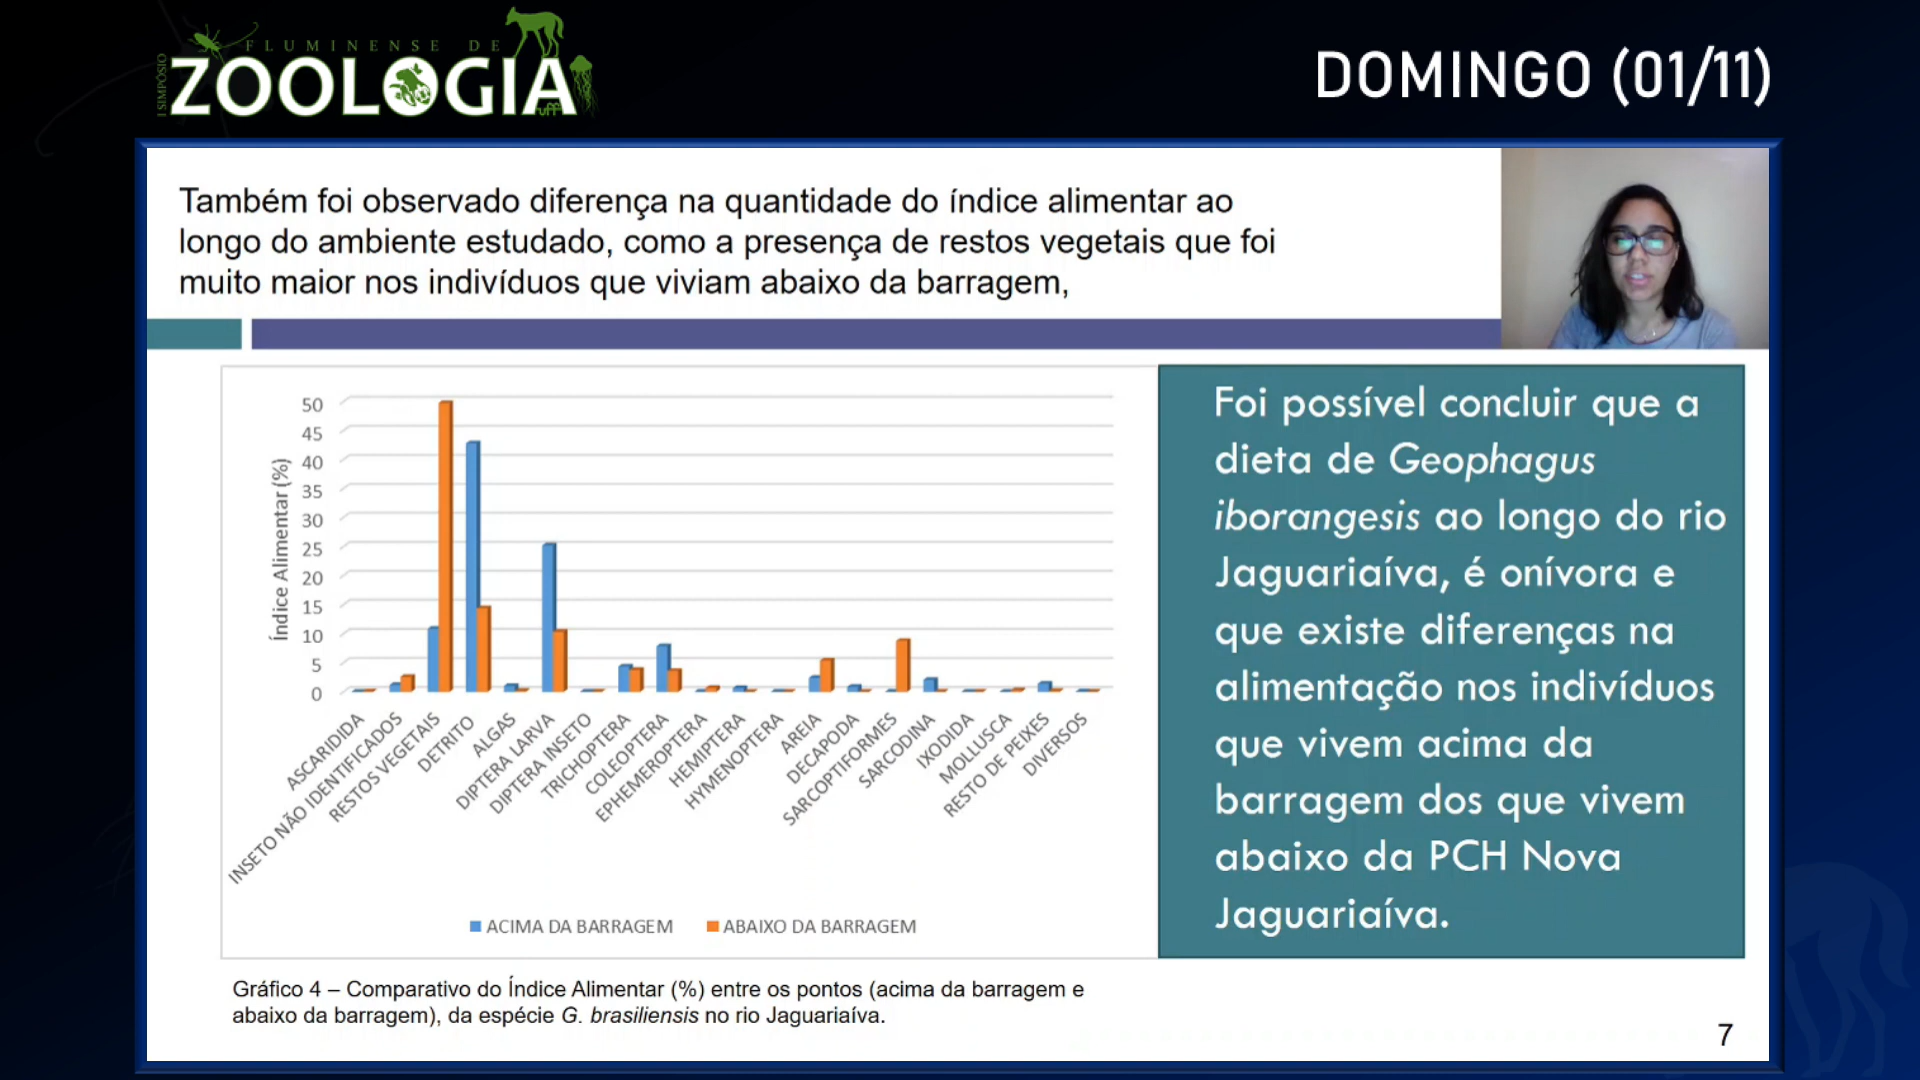 I SIMPÓSIO
FLUMINENSE DE
ZOOLOGIA
uff
DOMINGO (01/11)
Também foi observado diferença na quantidade do índice alimentar ao
longo do ambiente estudado, como a presença de restos vegetais que foi
muito maior nos indivíduos que viviam abaixo da barragem,
Índice Alimentar (%)
50
45
40
35
30
25
20
15
10
5
0
ASCARIDIDA
INSETO NÃO IDENTIFICADOS
RESTOS VEGETAIS
DETRITO
ALGAS
DIPTERA LARVA
DIPTERA INSETO
TRICHOPTERA
COLEOPTERA
EPHEMEROPTERA
HEMIPTERA
HYMENOPTERA
AREIA
DECAPODA
SARCOPTIFORMES
SARCODINA
IXODIDA
MOLLUSCA
RESTO DE PEIXES
DIVERSOS
ACIMA DA BARRAGEM
ABAIXO DA BARRAGEM
Foi possível concluir que a
dieta de Geophagus
iborangesis ao longo do rio
Jaguariaíva, é onívora e
que existe diferenças na
alimentação nos indivíduos
que vivem acima da
barragem dos que vivem
abaixo da PCH Nova
Jaguariaíva.
Gráfico 4 – Comparativo do Índice Alimentar (%) entre os pontos (acima da barragem e
abaixo da barragem), da espécie G. brasiliensis no rio Jaguariaíva.
7